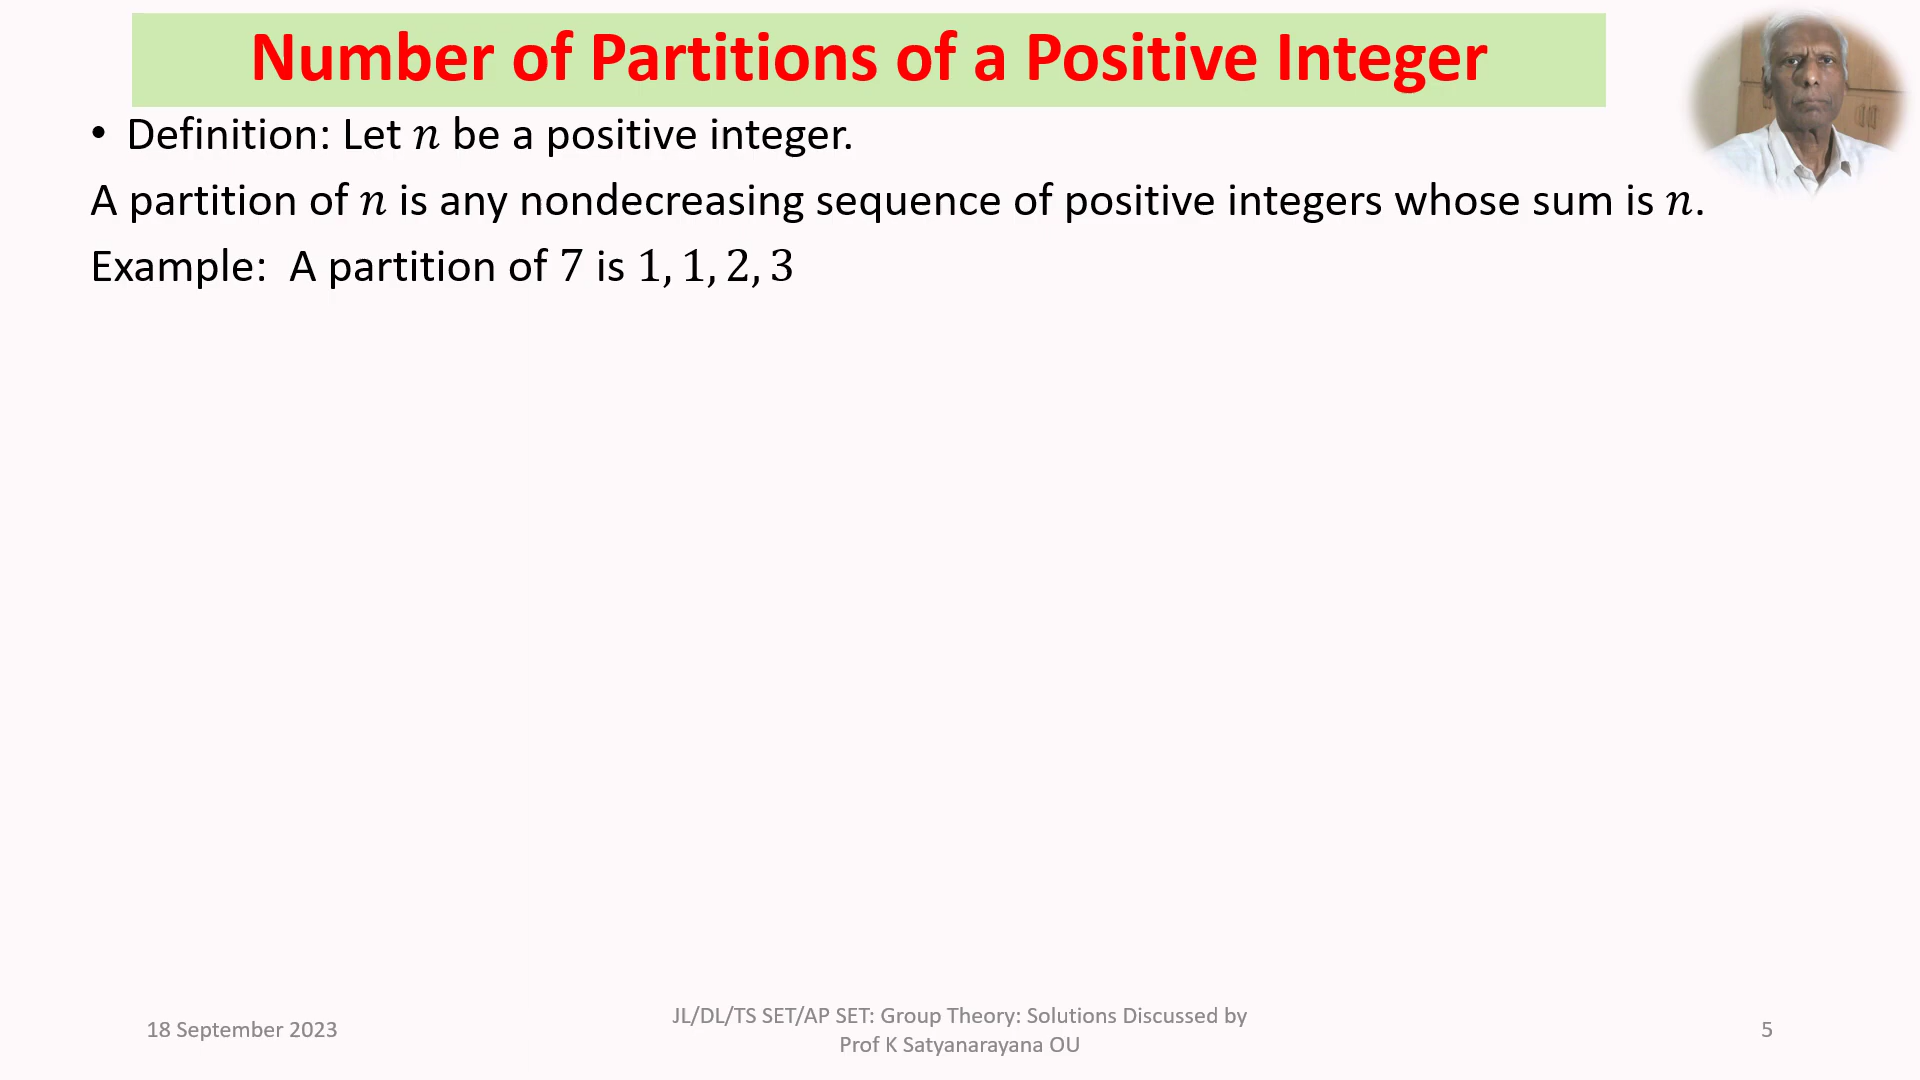 Number of Partitions of a Positive Integer
• Definition: Let n be a positive integer.
A partition of n is any nondecreasing sequence of positive integers whose sum is n.
Example: A partition of 7 is 1, 1, 2, 3
18 September 2023
JL/DL/TS SET/AP SET: Group Theory: Solutions Discussed by
Prof K Satyanarayana OU
5